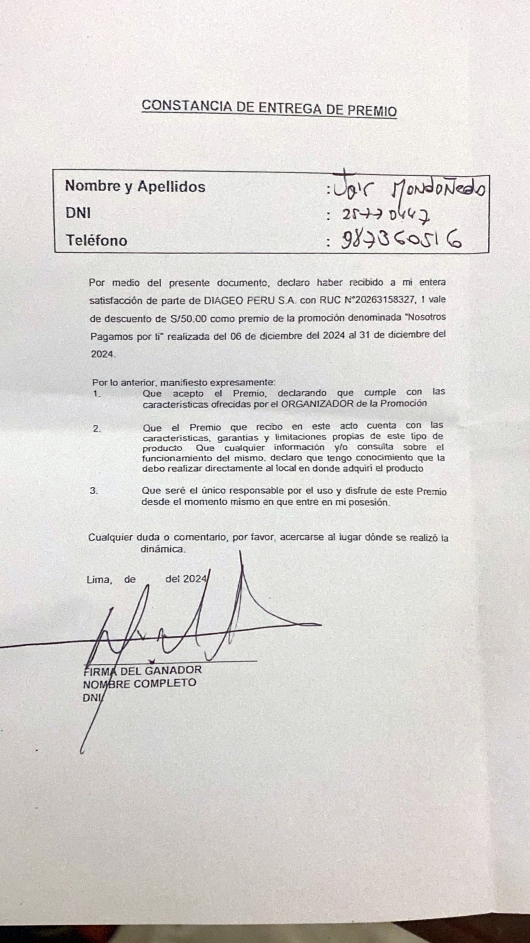 CONSTANCIA DE ENTREGA DE PREMIO
Nombre y Apellidos : Jair Mondoñedo
DNI : 25770447
Teléfono : 987360516
Por medio del presente documento, declaro haber recibido a mi entera
satisfacción de parte de DIAGEO PERU S.A. con RUC N°20263158327, 1 vale
de descuento de S/50.00 como premio de la promoción denominada "Nosotros
Pagamos por ti" realizada del 06 de diciembre del 2024 al 31 de diciembre del
2024.
Por lo anterior, manifiesto expresamente:
1. Que acepto el Premio, declarando que cumple con las
características ofrecidas por el ORGANIZADOR de la Promoción
2. Que el Premio que recibo en este acto cuenta con las
características, garantías y limitaciones propias de este tipo de
producto. Que cualquier información y/o consulta sobre el
funcionamiento del mismo, declaro que tengo conocimiento que la
debo realizar directamente al local en donde adquirí el producto
3. Que seré el único responsable por el uso y disfrute de este Premio
desde el momento mismo en que entre en mi posesión.
Cualquier duda o comentario, por favor, acercarse al lugar dónde se realizó la
dinámica.
Lima, de del 2024
FIRMA DEL GANADOR
NOMBRE COMPLETO
DNI